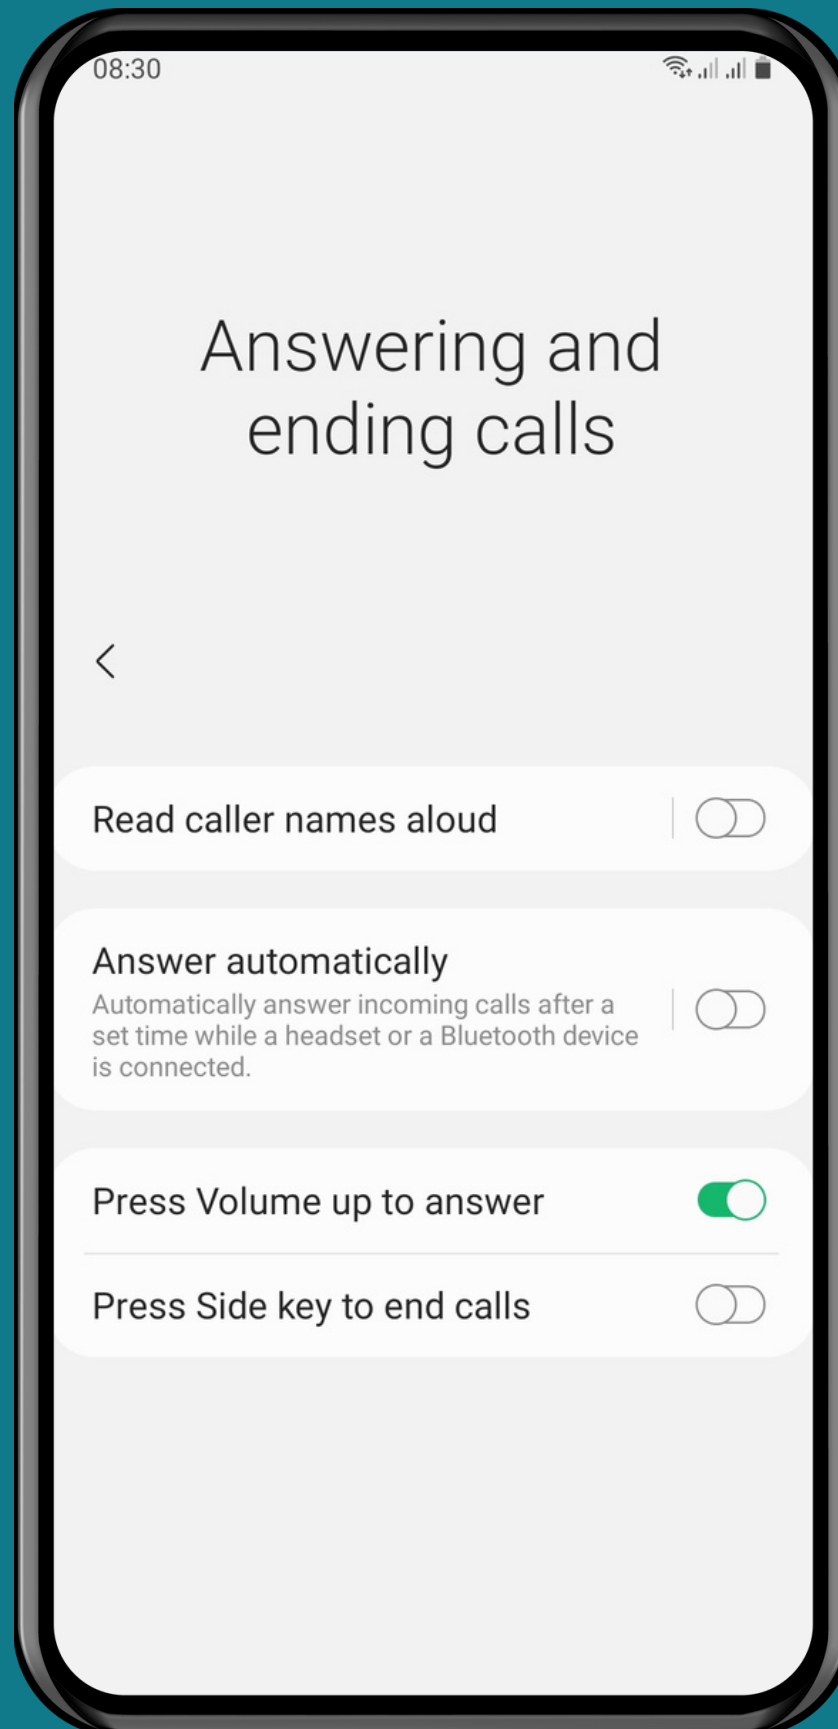 08:30
Answering and
ending calls
Read caller names aloud
Answer automatically
Automatically answer incoming calls after a
set time while a headset or a Bluetooth device
is connected.
Press Volume up to answer
Press Side key to end calls